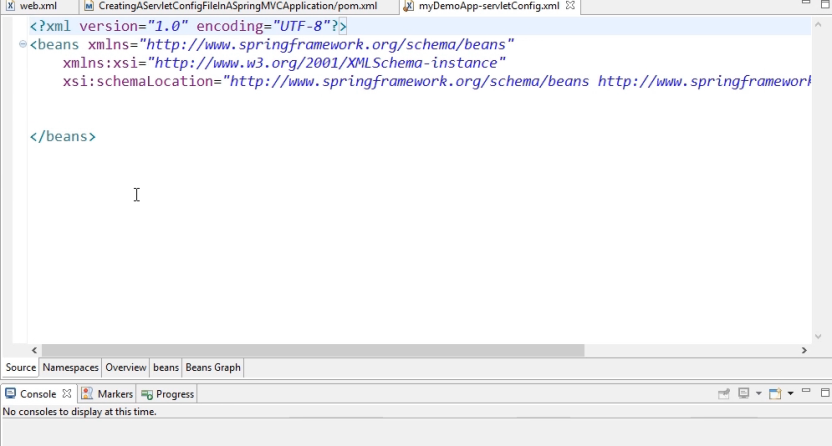 web.xml CreatingAServletConfigFileInASpringMVCApplication/pom.xml myDemoApp-servletConfig.xml
<?xml version="1.0" encoding="UTF-8"?>
<beans xmlns="http://www.springframework.org/schema/beans"
xmlns:xsi="http://www.w3.org/2001/XMLSchema-instance"
xsi:schemaLocation="http://www.springframework.org/schema/beans http://www.springframework
</beans>
Source Namespaces Overview beans Beans Graph
Console Markers Progress
No consoles to display at this time.